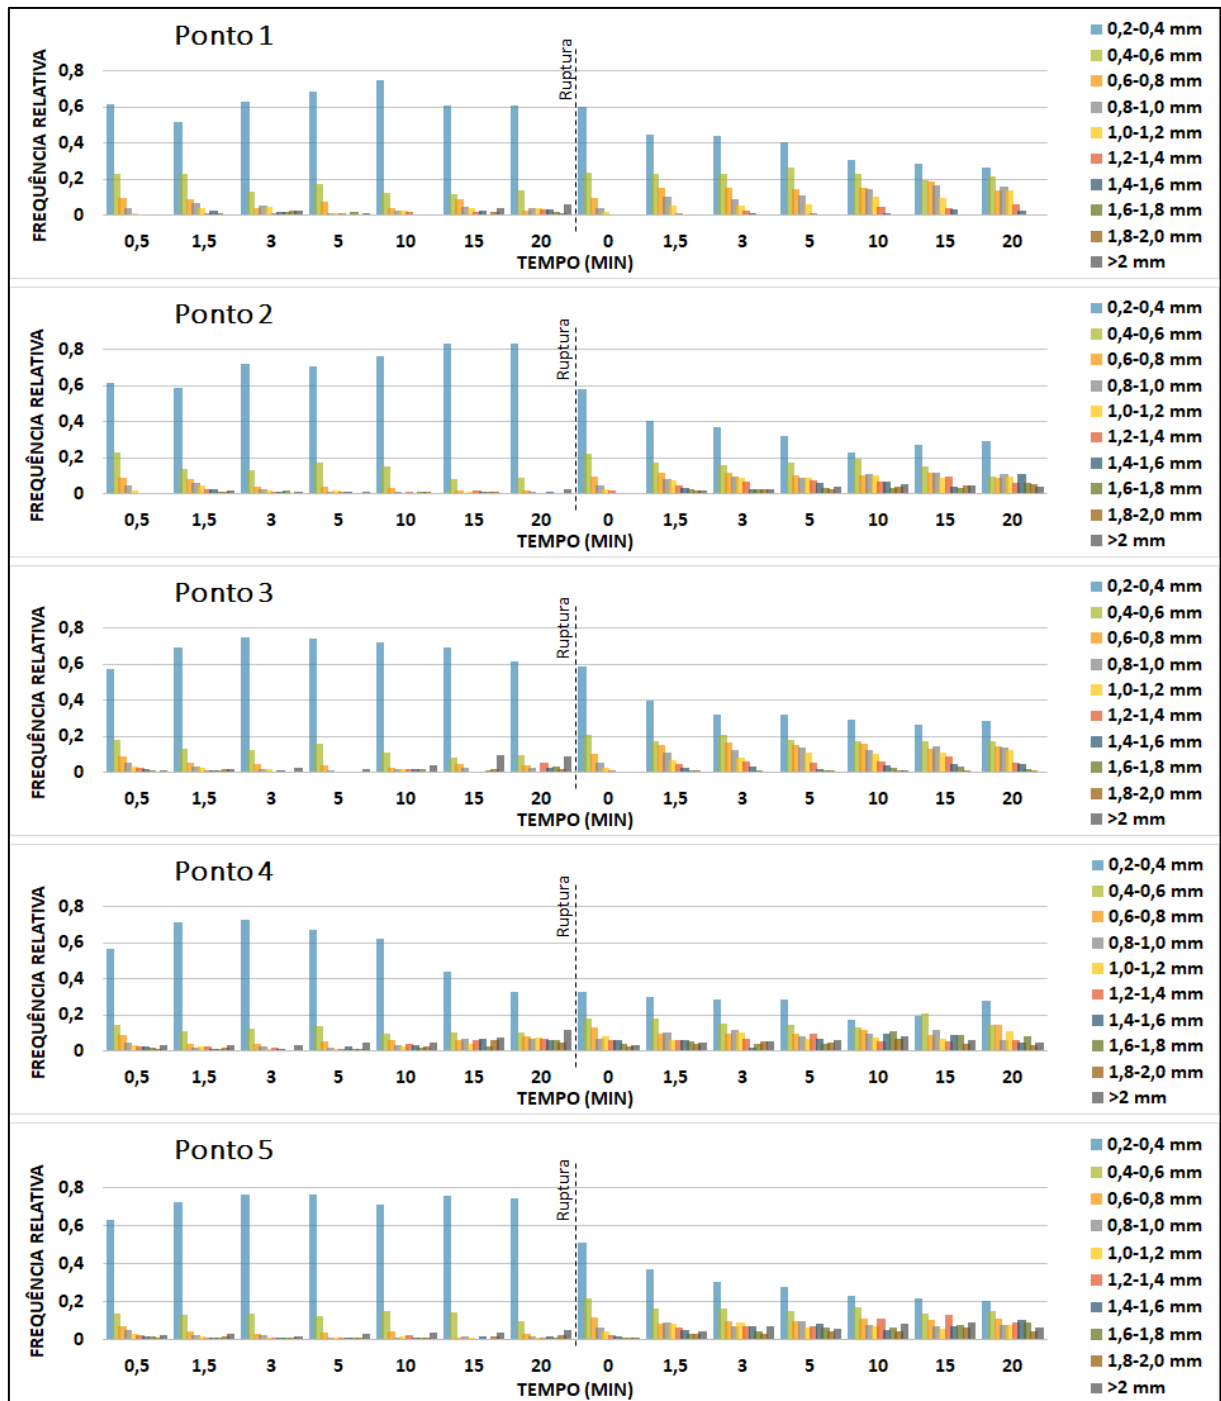 Ponto 1
FREQUÊNCIA RELATIVA
0,8
0,6
0,4
0,2
0
Ruptura
0,5 1,5 3 5 10 15 20 0 1,5 3 5 10 15 20
TEMPO (MIN)
0,2-0,4 mm
0,4-0,6 mm
0,6-0,8 mm
0,8-1,0 mm
1,0-1,2 mm
1,2-1,4 mm
1,4-1,6 mm
1,6-1,8 mm
1,8-2,0 mm
>2 mm
Ponto 2
FREQUÊNCIA RELATIVA
0,8
0,6
0,4
0,2
0
Ruptura
0,5 1,5 3 5 10 15 20 0 1,5 3 5 10 15 20
TEMPO (MIN)
0,2-0,4 mm
0,4-0,6 mm
0,6-0,8 mm
0,8-1,0 mm
1,0-1,2 mm
1,2-1,4 mm
1,4-1,6 mm
1,6-1,8 mm
1,8-2,0 mm
>2 mm
Ponto 3
FREQUÊNCIA RELATIVA
0,8
0,6
0,4
0,2
0
Ruptura
0,5 1,5 3 5 10 15 20 0 1,5 3 5 10 15 20
TEMPO (MIN)
0,2-0,4 mm
0,4-0,6 mm
0,6-0,8 mm
0,8-1,0 mm
1,0-1,2 mm
1,2-1,4 mm
1,4-1,6 mm
1,6-1,8 mm
1,8-2,0 mm
>2 mm
Ponto 4
FREQUÊNCIA RELATIVA
0,8
0,6
0,4
0,2
0
Ruptura
0,5 1,5 3 5 10 15 20 0 1,5 3 5 10 15 20
TEMPO (MIN)
0,2-0,4 mm
0,4-0,6 mm
0,6-0,8 mm
0,8-1,0 mm
1,0-1,2 mm
1,2-1,4 mm
1,4-1,6 mm
1,6-1,8 mm
1,8-2,0 mm
>2 mm
Ponto 5
FREQUÊNCIA RELATIVA
0,8
0,6
0,4
0,2
0
Ruptura
0,5 1,5 3 5 10 15 20 0 1,5 3 5 10 15 20
TEMPO (MIN)
0,2-0,4 mm
0,4-0,6 mm
0,6-0,8 mm
0,8-1,0 mm
1,0-1,2 mm
1,2-1,4 mm
1,4-1,6 mm
1,6-1,8 mm
1,8-2,0 mm
>2 mm